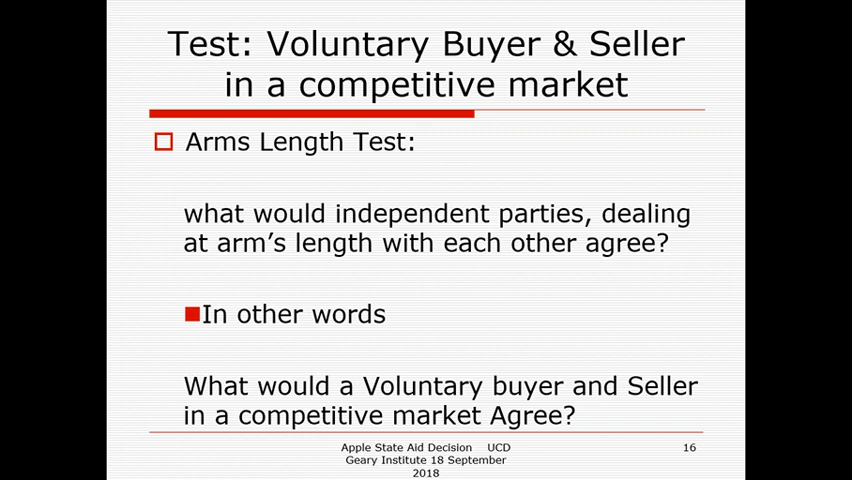 Test: Voluntary Buyer & Seller
in a competitive market
Arms Length Test:
what would independent parties, dealing
at arm's length with each other agree?
In other words
What would a Voluntary buyer and Seller
in a competitive market Agree?
Apple State Aid Decision UCD
Geary Institute 18 September
2018
16